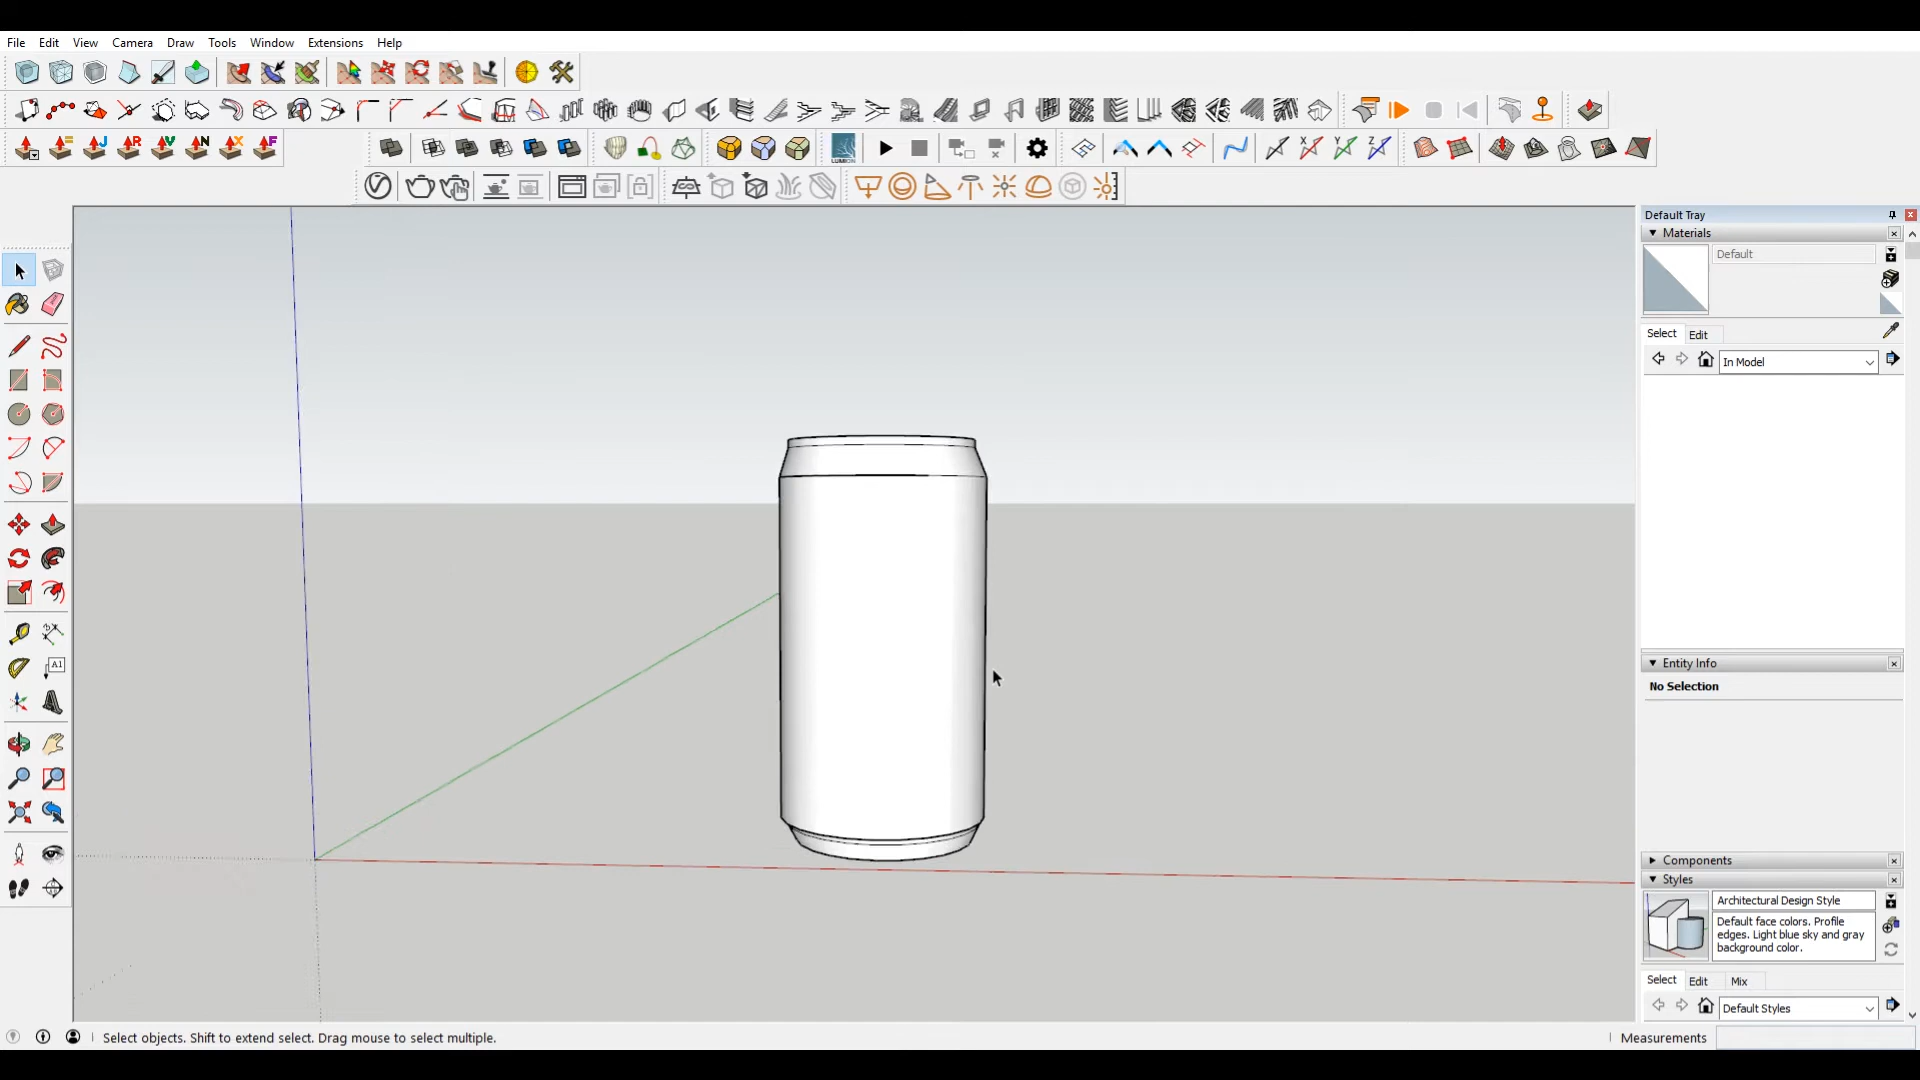 File Edit View Camera Draw Tools Window Extensions Help
J R V N X F
LUMION
X Y Z
Default Tray
Materials
Default
Select Edit
In Model
A1
Entity Info
No Selection
Components
Styles
Architectural Design Style
Default face colors. Profile
edges. Light blue sky and gray
background color.
Select Edit Mix
Default Styles
Select objects. Shift to extend select. Drag mouse to select multiple.
Measurements